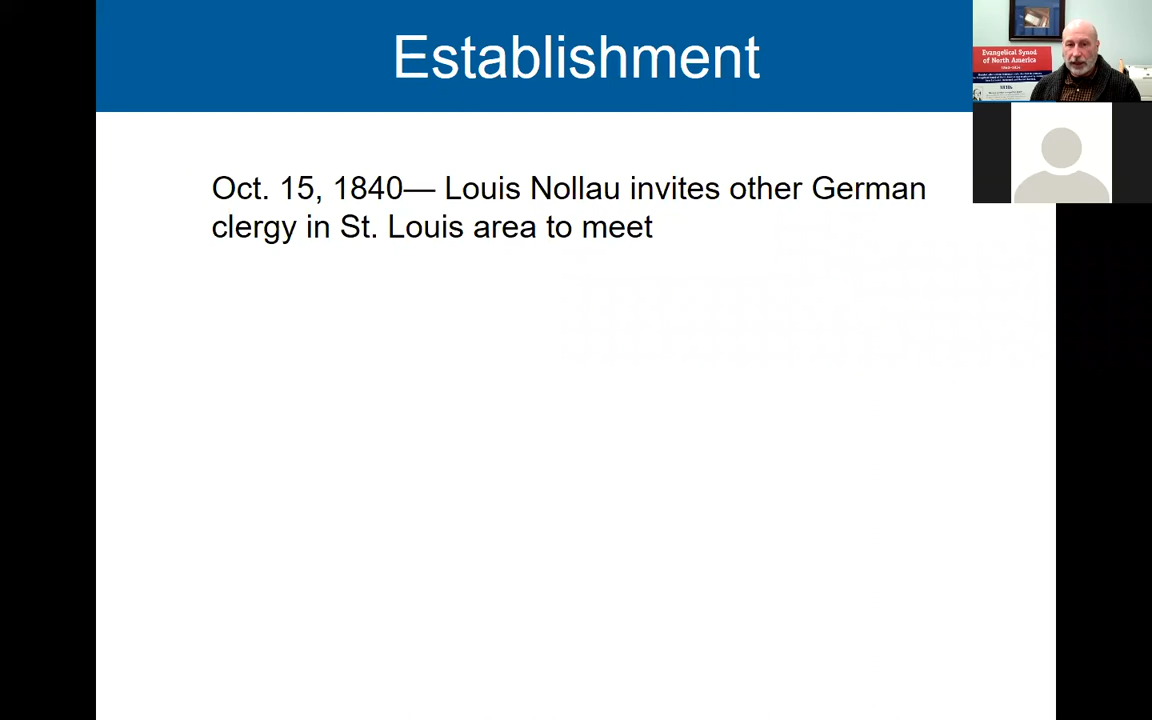 Establishment
Oct. 15, 1840— Louis Nollau invites other German
clergy in St. Louis area to meet
Evangelical Synod
of North America